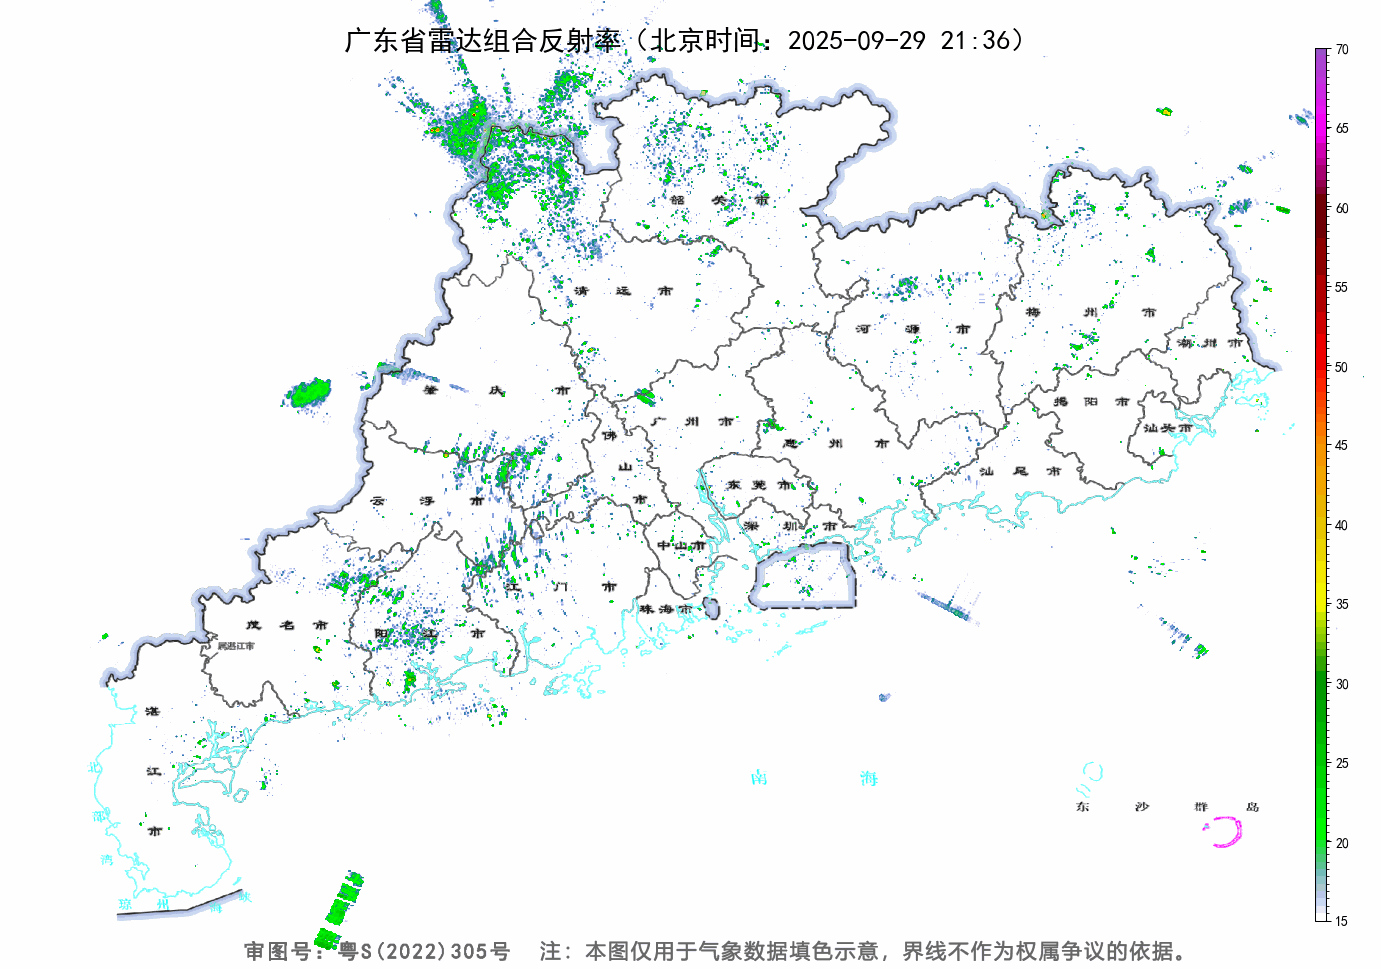 广东省雷达组合反射率（北京时间：2025-09-29 21:36）
70
65
60
55
50
45
40
35
30
25
20
15
韶关市
清远市
河源市
梅州市
潮州市
肇庆市
广州市
惠州市
揭阳市
汕头市
佛山市
东莞市
汕尾市
云浮市
深圳市
中山市
江门市
珠海市
茂名市
阳江市
属湛江市
湛江市
北部湾
南海
东沙群岛
琼州海峡
审图号：粤S(2022)305号 注：本图仅用于气象数据填色示意，界线不作为权属争议的依据。